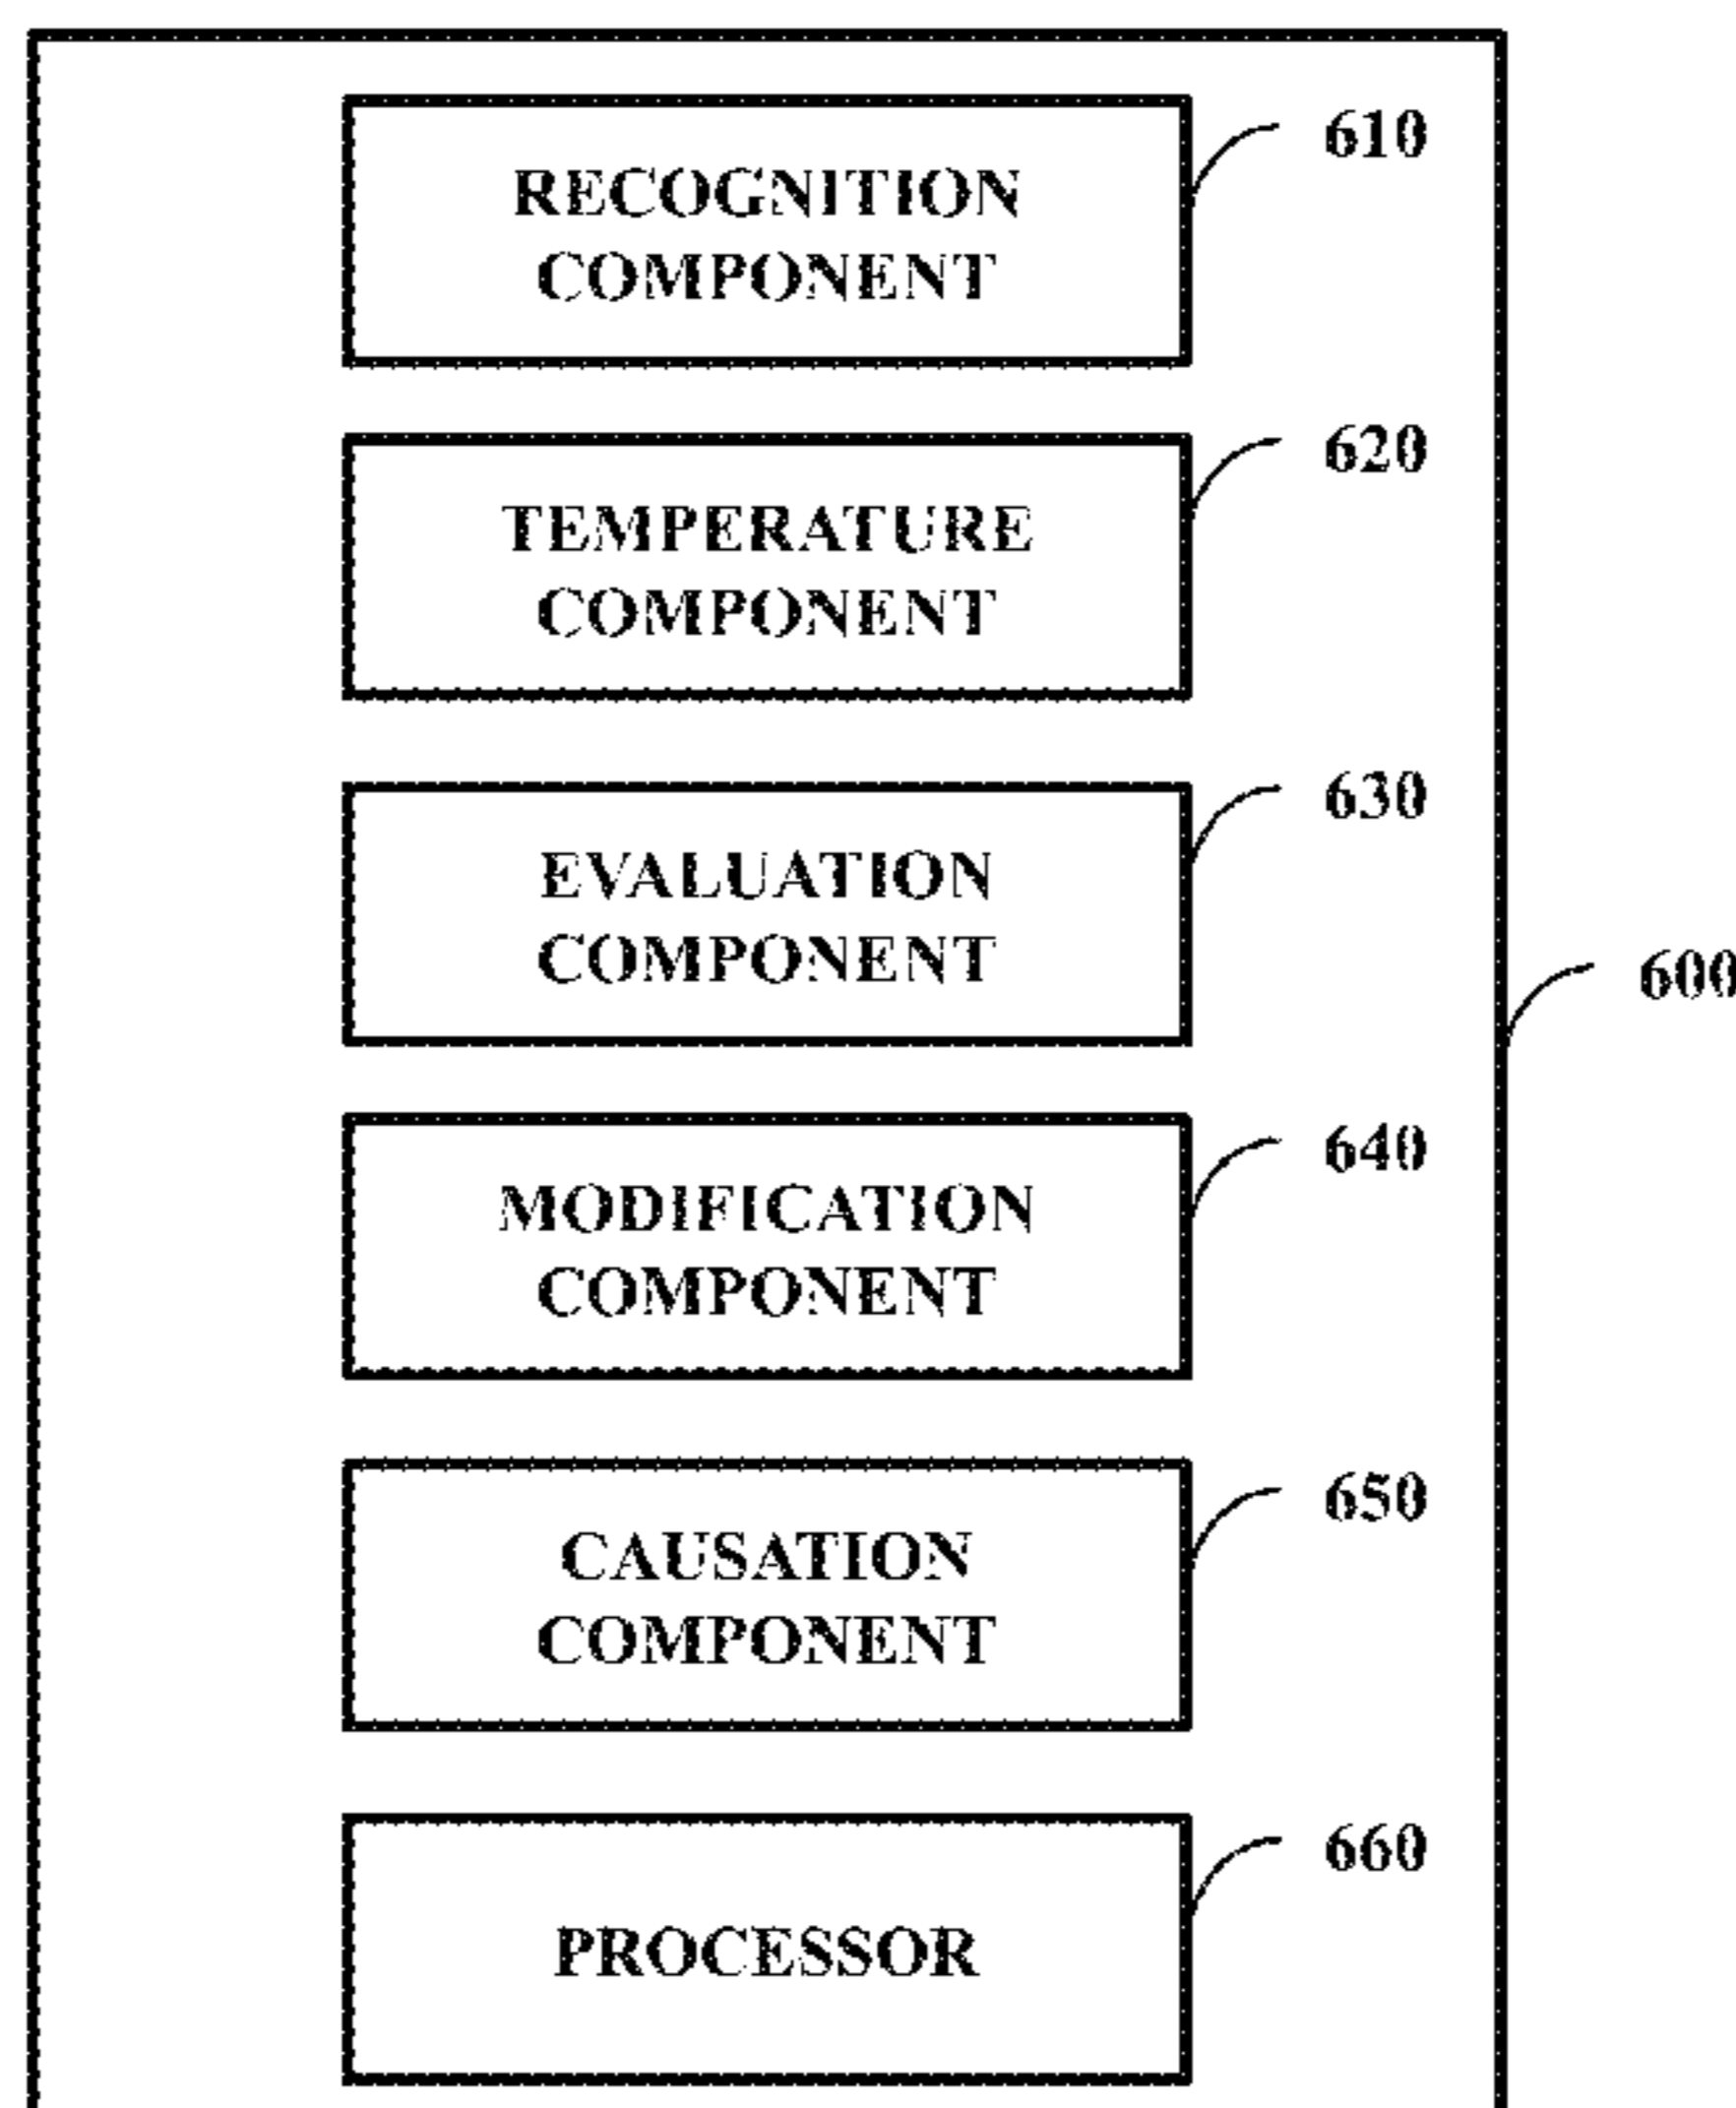 610
RECOGNITION
COMPONENT
620
TEMPERATURE
COMPONENT
630
EVALUATION
COMPONENT
600
640
MODIFICATION
COMPONENT
650
CAUSATION
COMPONENT
660
PROCESSOR